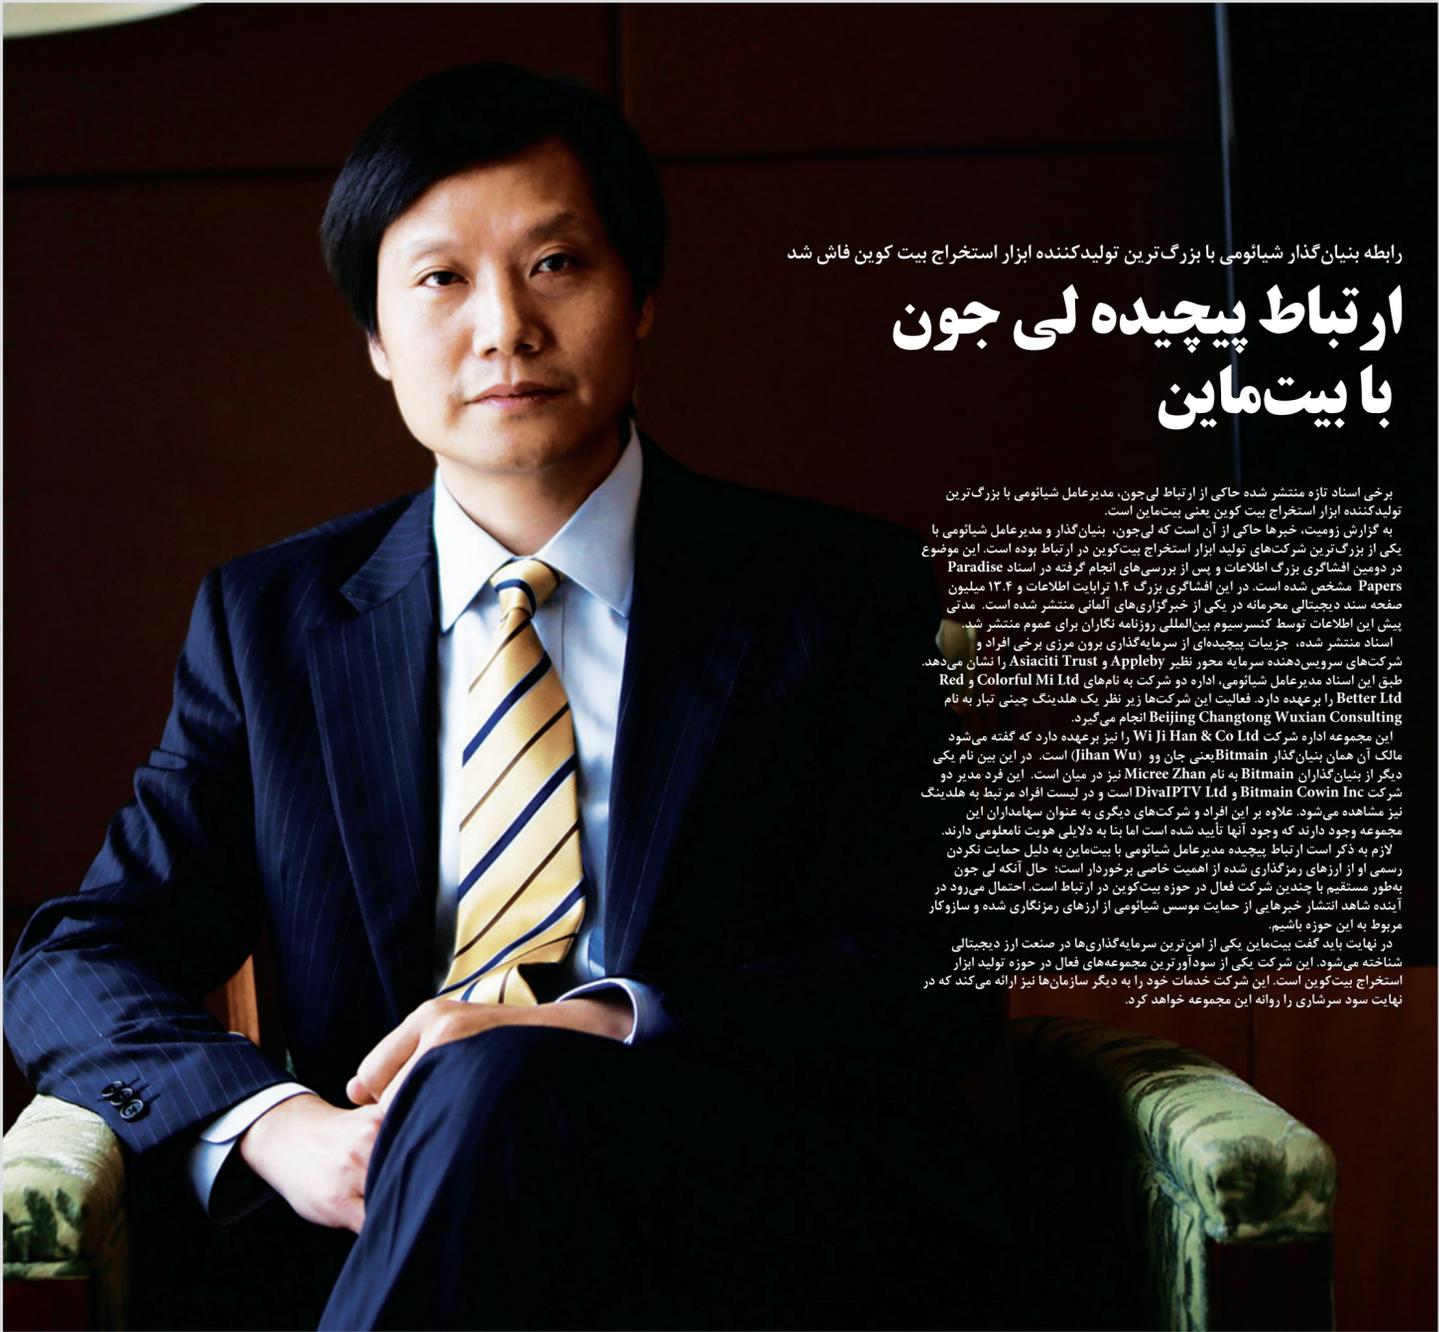 رابطه بنیان‌گذار شیائومی با بزرگ‌ترین تولیدکننده ابزار استخراج بیت کوین فاش شد
ارتباط پیچیده لی جون
با بیت‌ماین
برخی اسناد تازه منتشر شده حاکی از ارتباط لی‌جون، مدیرعامل شیائومی با بزرگ‌ترین
تولیدکننده ابزار استخراج بیت کوین یعنی بیت‌ماین است.
به گزارش زومیت، خبرها حاکی از آن است که لی‌جون، بنیان‌گذار و مدیرعامل شیائومی با
یکی از بزرگ‌ترین شرکت‌های تولید ابزار استخراج بیت‌کوین در ارتباط بوده است. این موضوع
در دومین افشاگری بزرگ اطلاعات و پس از بررسی‌های انجام گرفته در اسناد Paradise
Papers مشخص شده است. در این افشاگری بزرگ ۱.۴ ترابایت اطلاعات و ۱۳.۴ میلیون
صفحه سند دیجیتالی محرمانه در یکی از خبرگزاری‌های آلمانی منتشر شده است. مدتی
پیش این اطلاعات توسط کنسرسیوم بین‌المللی روزنامه نگاران برای عموم منتشر شد.
اسناد منتشر شده، جزییات پیچیده‌ای از سرمایه‌گذاری برون مرزی برخی افراد و
شرکت‌های سرویس‌دهنده سرمایه محور نظیر Appleby و Asiaciti Trust را نشان می‌دهد.
طبق این اسناد مدیرعامل شیائومی، اداره دو شرکت به نام‌های Colorful Mi Ltd و Red
Better Ltd را برعهده دارد. فعالیت این شرکت‌ها زیر نظر یک هلدینگ چینی تبار به نام
Beijing Changtong Wuxian Consulting انجام می‌گیرد.
این مجموعه اداره شرکت Wi Ji Han & Co Ltd را نیز برعهده دارد که گفته می‌شود
مالک آن همان بنیان‌گذار Bitmain یعنی جان وو (Jihan Wu) است. در این بین نام یکی
دیگر از بنیان‌گذاران Bitmain به نام Micree Zhan نیز در میان است. این فرد مدیر دو
شرکت Bitmain Cowin Inc و DivaIPTV Ltd است و در لیست افراد مرتبط به هلدینگ
نیز مشاهده می‌شود. علاوه بر این افراد و شرکت‌های دیگری به عنوان سهامداران این
مجموعه وجود دارند که وجود آنها تأیید شده است اما بنا به دلایلی هویت نامعلومی دارند.
لازم به ذکر است ارتباط پیچیده مدیرعامل شیائومی با بیت‌ماین به دلیل حمایت نکردن
رسمی او از ارزهای رمزگذاری شده از اهمیت خاصی برخوردار است؛ حال آنکه لی جون
به‌طور مستقیم با چندین شرکت فعال در حوزه بیت‌کوین در ارتباط است. احتمال می‌رود در
آینده شاهد انتشار خبرهایی از حمایت موسس شیائومی از ارزهای رمزنگاری شده و سازوکار
مربوط به این حوزه باشیم.
در نهایت باید گفت بیت‌ماین یکی از امن‌ترین سرمایه‌گذاری‌ها در صنعت ارز دیجیتالی
شناخته می‌شود. این شرکت یکی از سودآورترین مجموعه‌های فعال در حوزه تولید ابزار
استخراج بیت‌کوین است. این شرکت خدمات خود را به دیگر سازمان‌ها نیز ارائه می‌کند که در
نهایت سود سرشاری را روانه این مجموعه خواهد کرد.